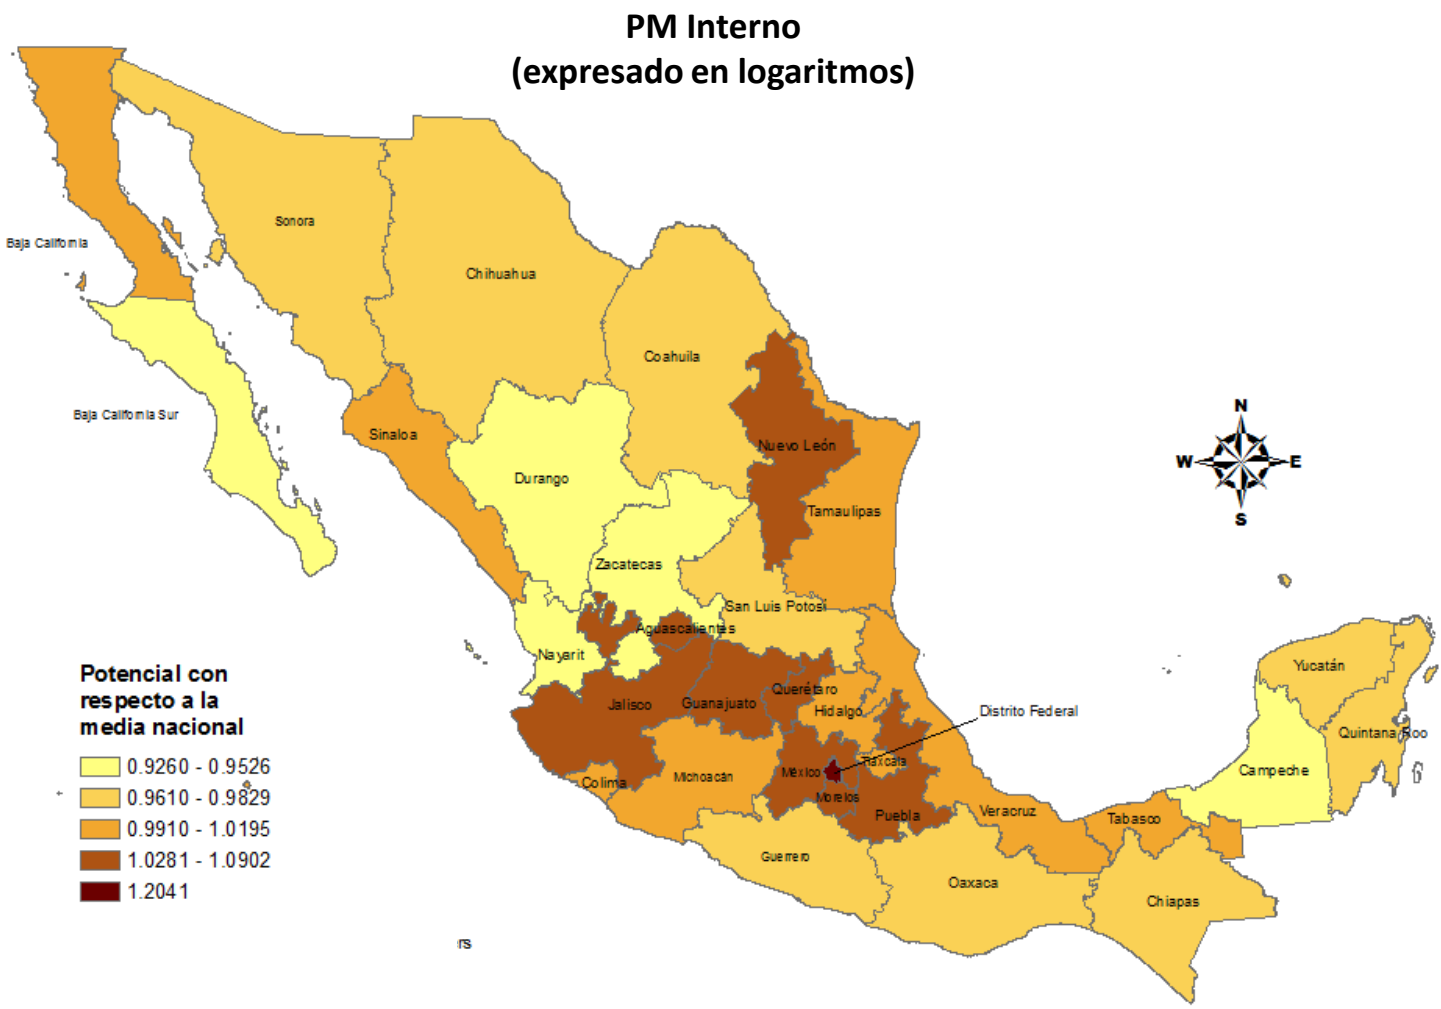 PM Interno
(expresado en logaritmos)
Sonora
Baja California
Chihuahua
Coahuila
Baja California Sur
Sinaloa
Nuevo León
N
W
E
S
Durango
Tamaulipas
Zacatecas
San Luis Potosí
Aguascalientes
Nayarit
Yucatán
Querétaro
Jalisco
Guanajuato
Hidalgo
Distrito Federal
Quintana Roo
Tlaxcala
México
Michoacán
Campeche
Colima
Morelos
Puebla
Veracruz
Tabasco
Guerrero
Oaxaca
Chiapas
Potencial con
respecto a la
media nacional
0.9260 - 0.9526
0.9610 - 0.9829
0.9910 - 1.0195
1.0281 - 1.0902
1.2041
rs